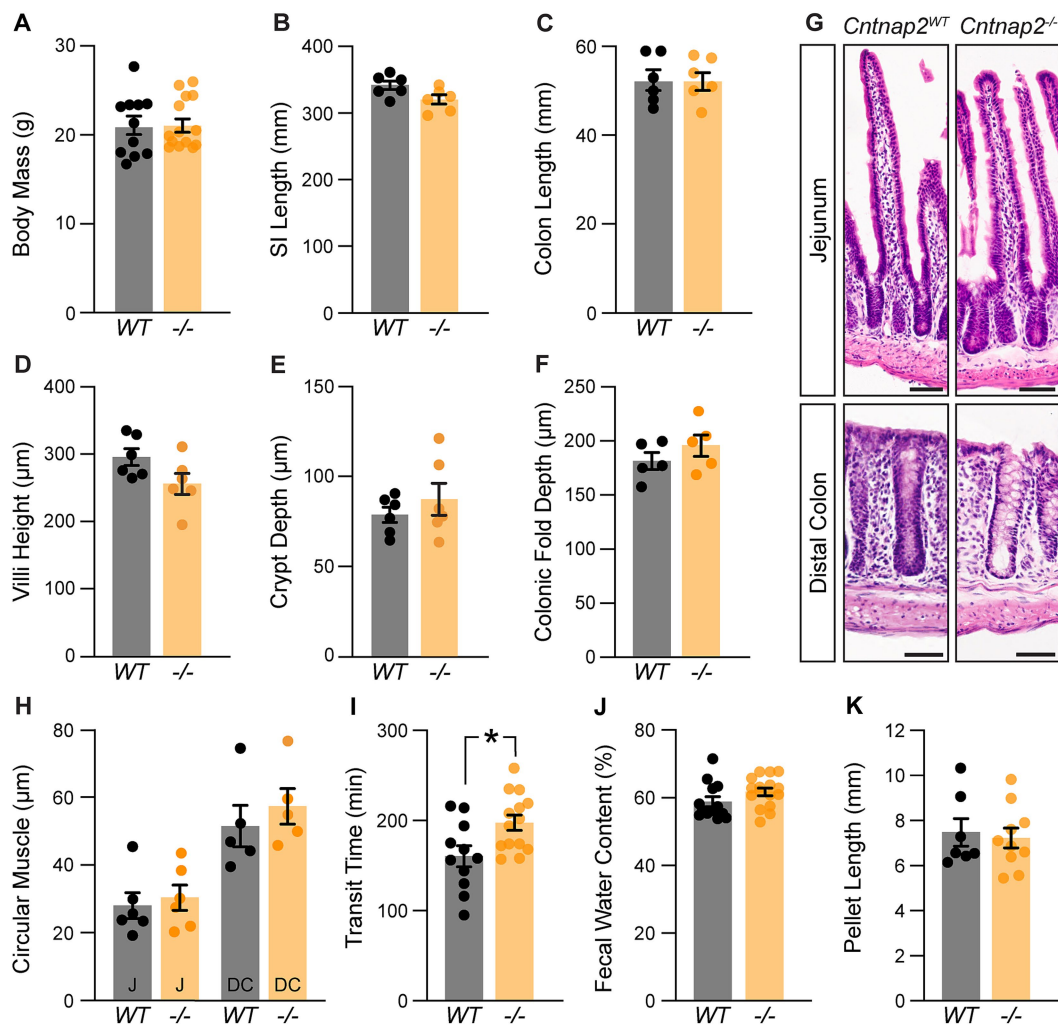 A
Body Mass (g)
30
20
10
0
WT -/-
B
SI Length (mm)
400
300
200
100
0
WT -/-
C
Colon Length (mm)
60
40
20
0
WT -/-
G
Cntnap2WT Cntnap2-/-
Jejunum
Distal Colon
D
Villi Height (µm)
400
300
200
100
0
WT -/-
E
Crypt Depth (µm)
150
100
50
0
WT -/-
F
Colonic Fold Depth (µm)
250
200
150
100
50
0
WT -/-
H
Circular Muscle (µm)
80
60
40
20
0
J J DC DC
WT -/- WT -/-
I
Transit Time (min)
300
200
100
0
*
WT -/-
J
Fecal Water Content (%)
80
60
40
20
0
WT -/-
K
Pellet Length (mm)
12
10
8
6
4
2
0
WT -/-